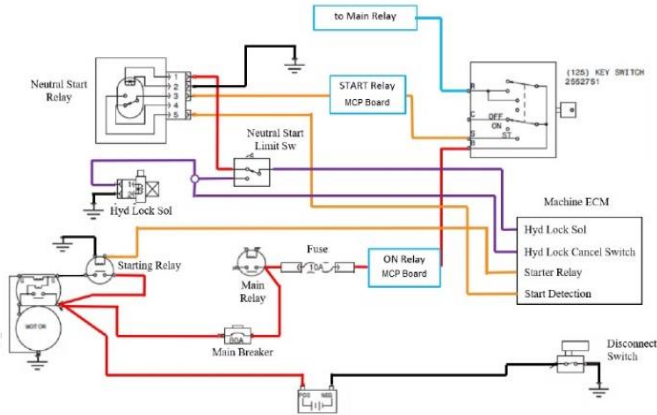 to Main Relay
(125) KEY SWITCH
2552751
Neutral Start
Relay
1
2
3
4
5
START Relay
MCP Board
R
C
OFF
ON
ST
S
B
Neutral Start
Limit Sw
Hyd Lock Sol
Machine ECM
Hyd Lock Sol
Hyd Lock Cancel Switch
Starter Relay
Start Detection
Starting Relay
Fuse
10A
ON Relay
MCP Board
Main
Relay
MOTOR
80A
Main Breaker
Disconnect
Switch
POS
NEG